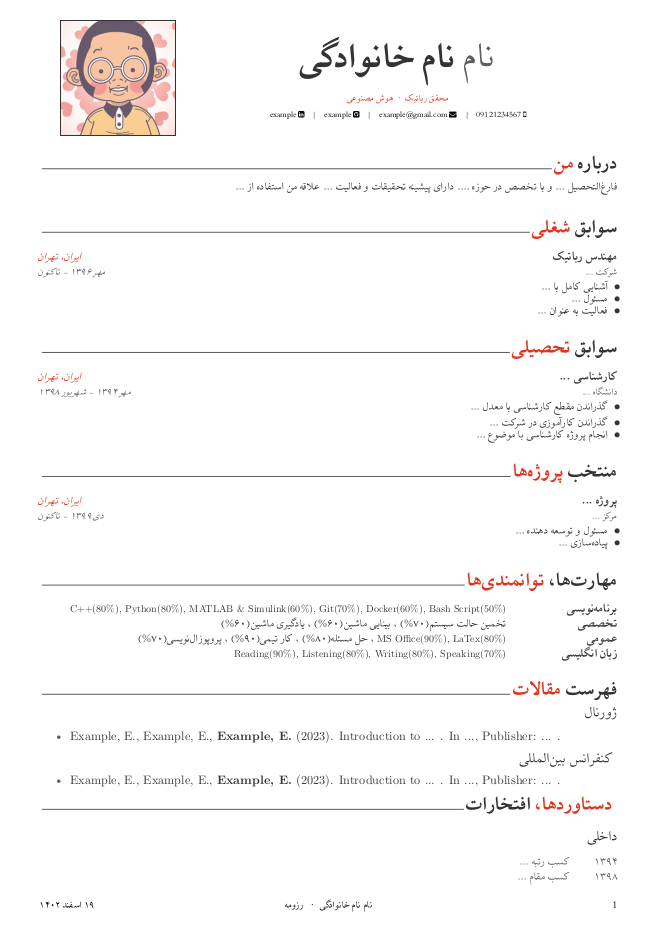 نام نام خانوادگی
محقق رباتیک · هوش مصنوعی
09121234567 | example@gmail.com | example | example
درباره من
فارغ‌التحصیل ... و با تخصص در حوزه .... دارای پیشینه تحقیقات و فعالیت ... علاقه من استفاده از ...
سوابق شغلی
مهندس رباتیک ایران، تهران
شرکت ... مهر ۱۳۹۶ - تاکنون
• آشنایی کامل با ...
• مسئول ...
• فعالیت به عنوان ...
سوابق تحصیلی
کارشناسی ... ایران، تهران
دانشگاه ... مهر ۱۳۹۴ - شهریور ۱۳۹۸
• گذراندن مقطع کارشناسی با معدل ...
• گذراندن کارآموزی در شرکت ...
• انجام پروژه کارشناسی با موضوع ...
منتخب پروژه‌ها
پروژه ... ایران، تهران
مرکز ... دی ۱۳۹۹ - تاکنون
• مسئول و توسعه دهنده ...
• پیاده‌سازی ...
مهارت‌ها، توانمندی‌ها
برنامه‌نویسی C++(80%), Python(80%), MATLAB & Simulink(60%), Git(70%), Docker(60%), Bash Script(50%)
تخصصی تخمین حالت سیستم(۷۰%) ، بینایی ماشین(۶۰%) ، یادگیری ماشین(۶۰%)
عمومی MS Office(90%), LaTex(80%) ، حل مسئله(۸۰%) ، کار تیمی(۹۰%) ، پروپوزال‌نویسی(۷۰%)
زبان انگلیسی Reading(90%), Listening(80%), Writing(80%), Speaking(70%)
فهرست مقالات
ژورنال
• Example, E., Example, E., Example, E. (2023). Introduction to ... . In ..., Publisher: ... .
کنفرانس بین‌المللی
• Example, E., Example, E., Example, E. (2023). Introduction to ... . In ..., Publisher: ... .
دستاوردها، افتخارات
داخلی
۱۳۹۴ کسب رتبه ...
۱۳۹۸ کسب مقام ...
1 نام نام خانوادگی · رزومه ۱۹ اسفند ۱۴۰۲